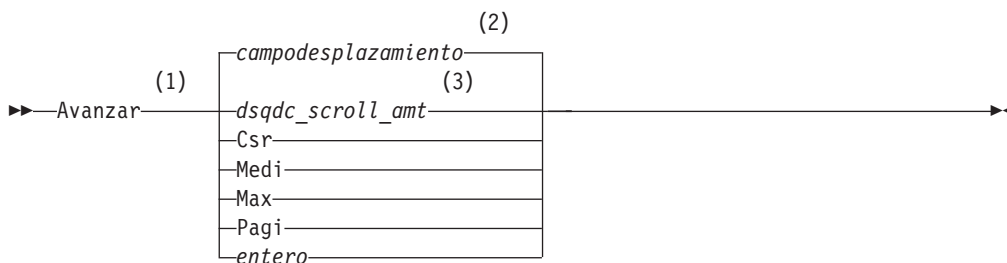 (2)
campodesplazamiento
(1) (3)
Avanzar dsqdc_scroll_amt
Csr
Medi
Max
Pagi
entero